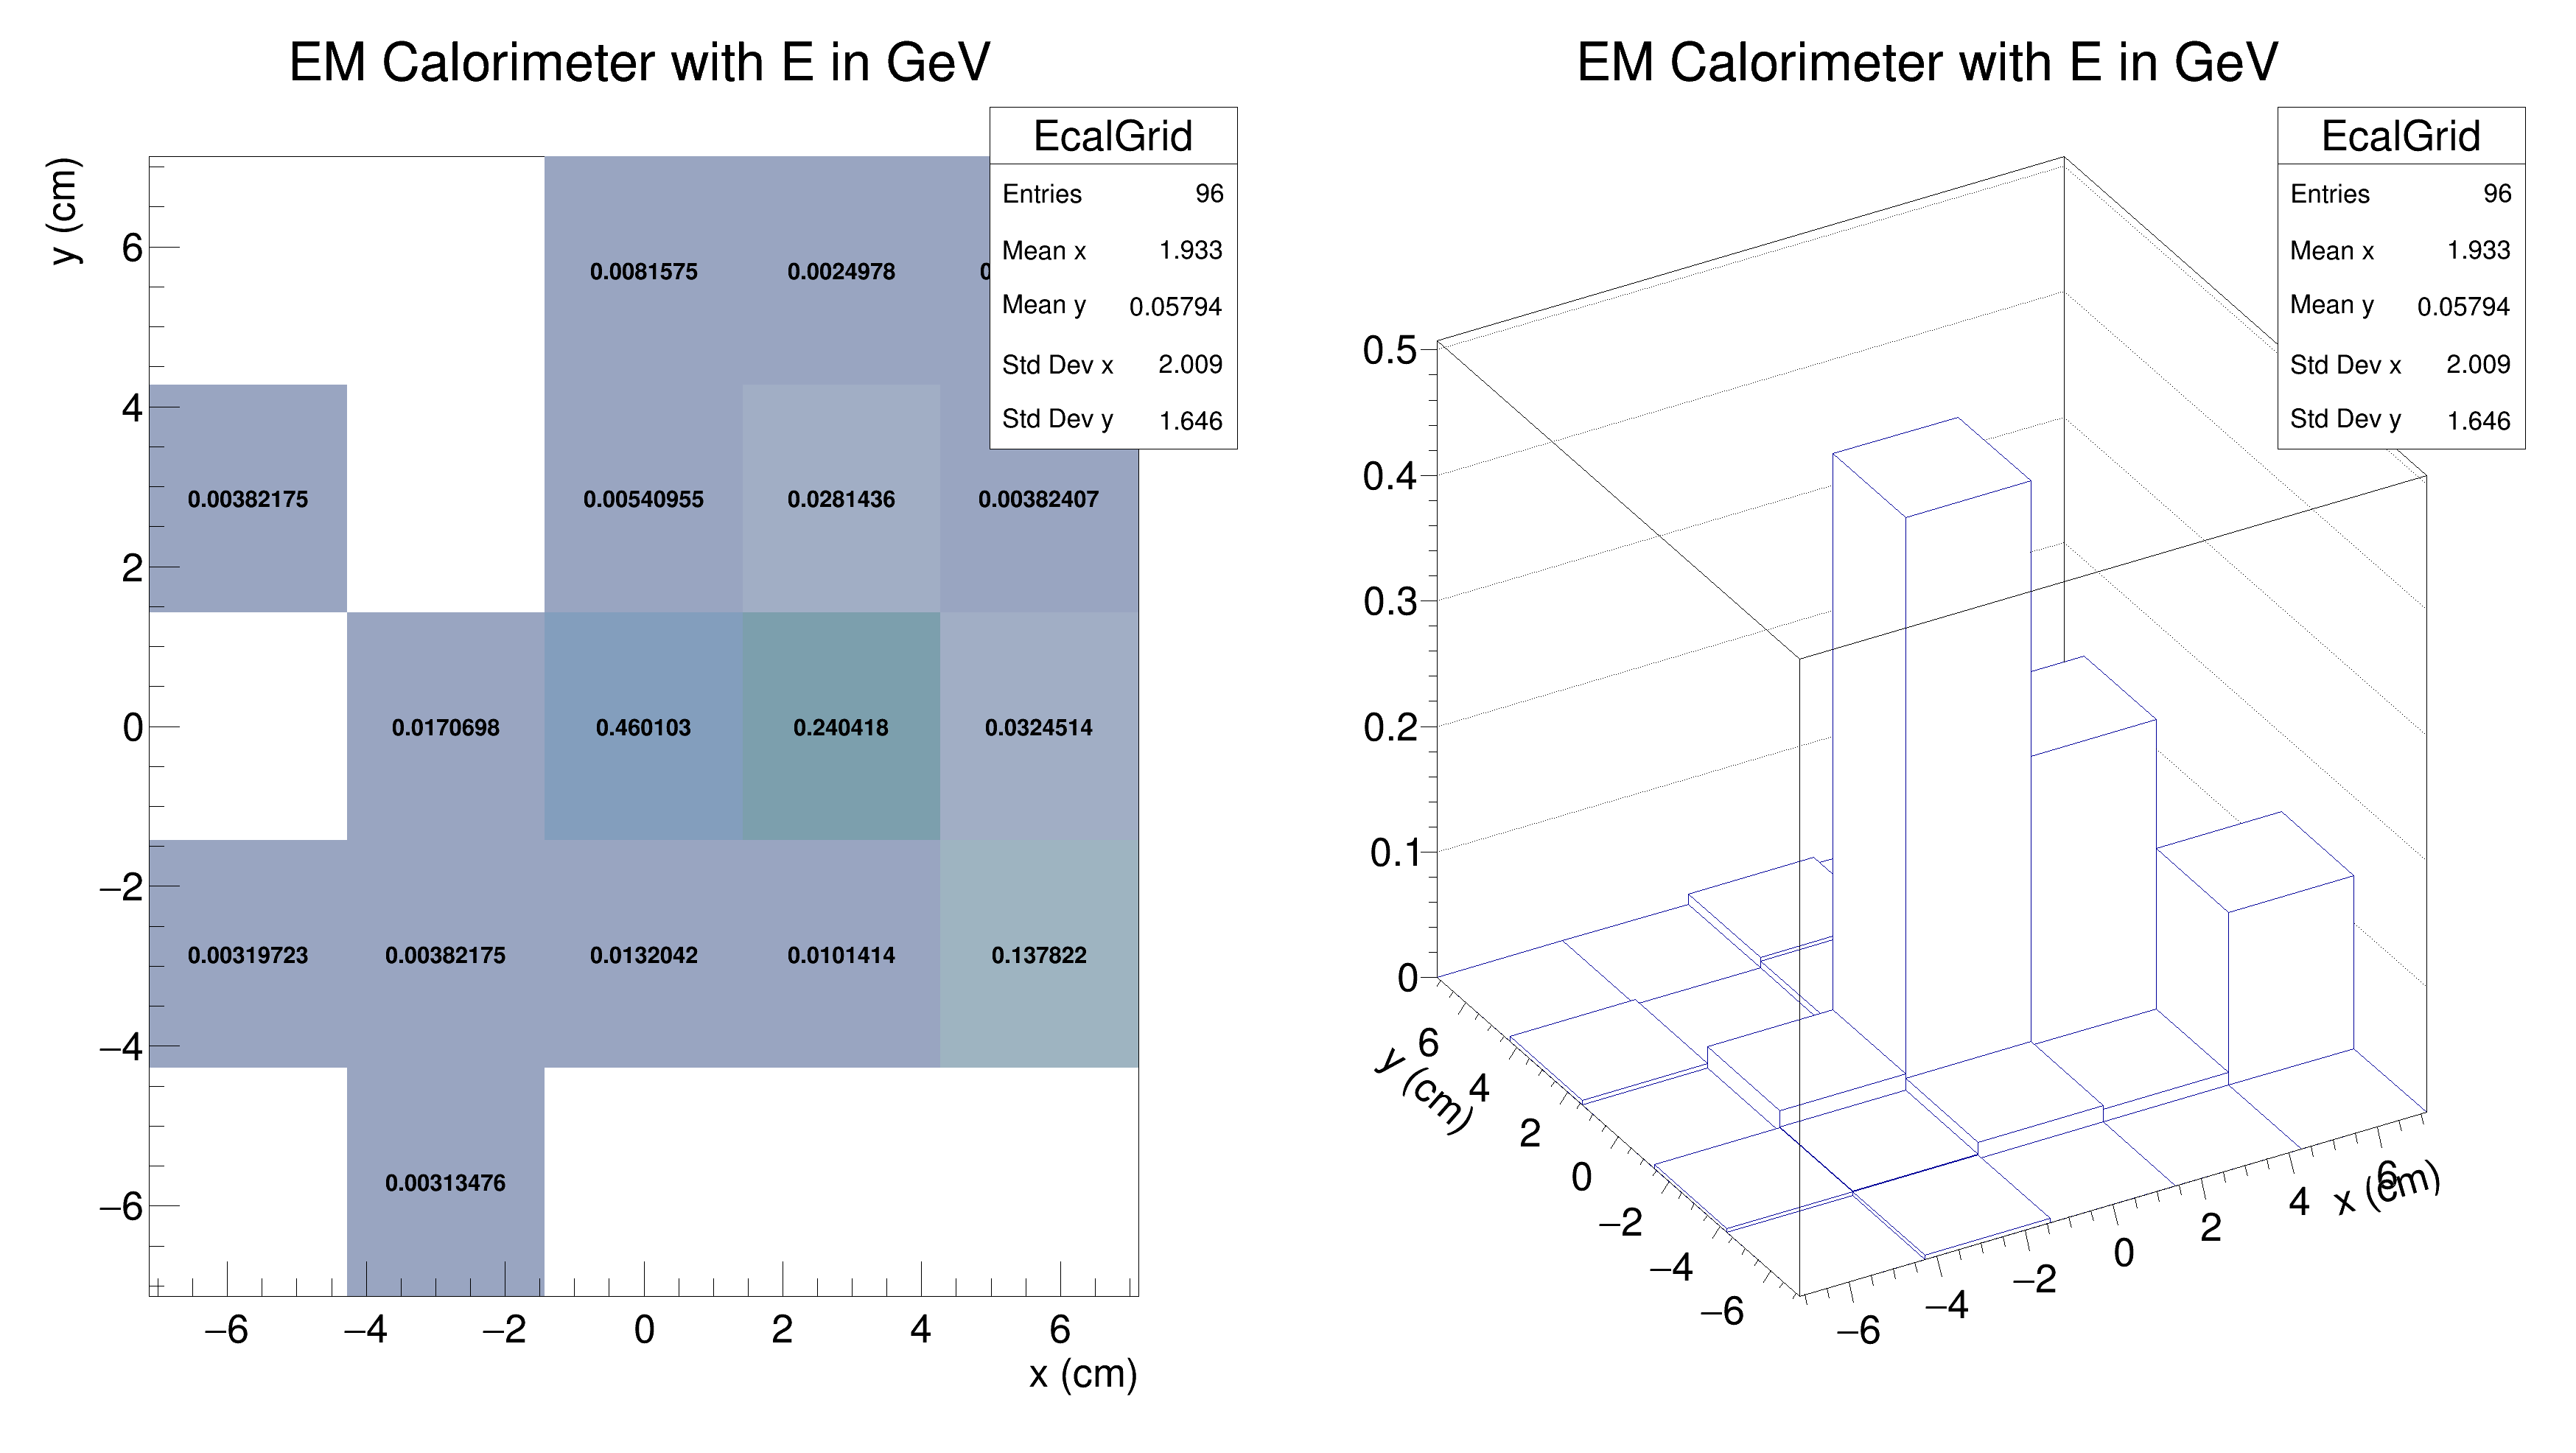 EM Calorimeter with E in GeV
EcalGrid
Entries 96
Mean x 1.933
Mean y 0.05794
Std Dev x 2.009
Std Dev y 1.646
y (cm)
6
4
2
0
−2
−4
−6
0.0081575 0.0024978
0.00382175 0.00540955 0.0281436 0.00382407
0.0170698 0.460103 0.240418 0.0324514
0.00319723 0.00382175 0.0132042 0.0101414 0.137822
0.00313476
−6 −4 −2 0 2 4 6
x (cm)
EM Calorimeter with E in GeV
EcalGrid
Entries 96
Mean x 1.933
Mean y 0.05794
Std Dev x 2.009
Std Dev y 1.646
0.5
0.4
0.3
0.2
0.1
0
6
4
2
0
−2
−4
−6
y (cm)
−6 −4 −2 0 2 4 6
x (cm)